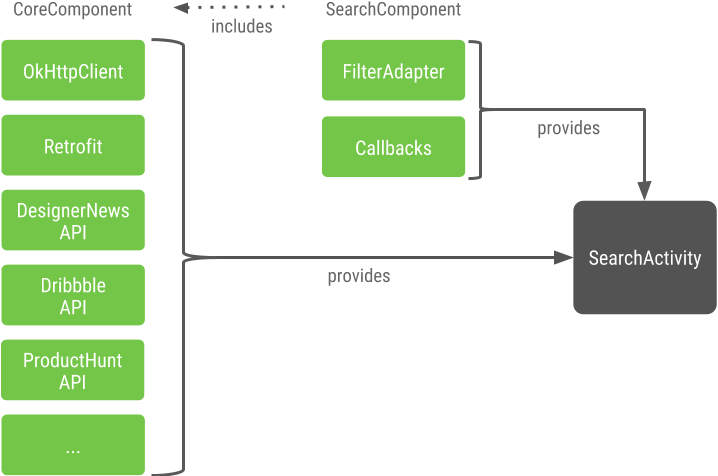 CoreComponent
includes
SearchComponent
OkHttpClient
Retrofit
DesignerNews
API
Dribbble
API
ProductHunt
API
...
provides
FilterAdapter
Callbacks
provides
SearchActivity